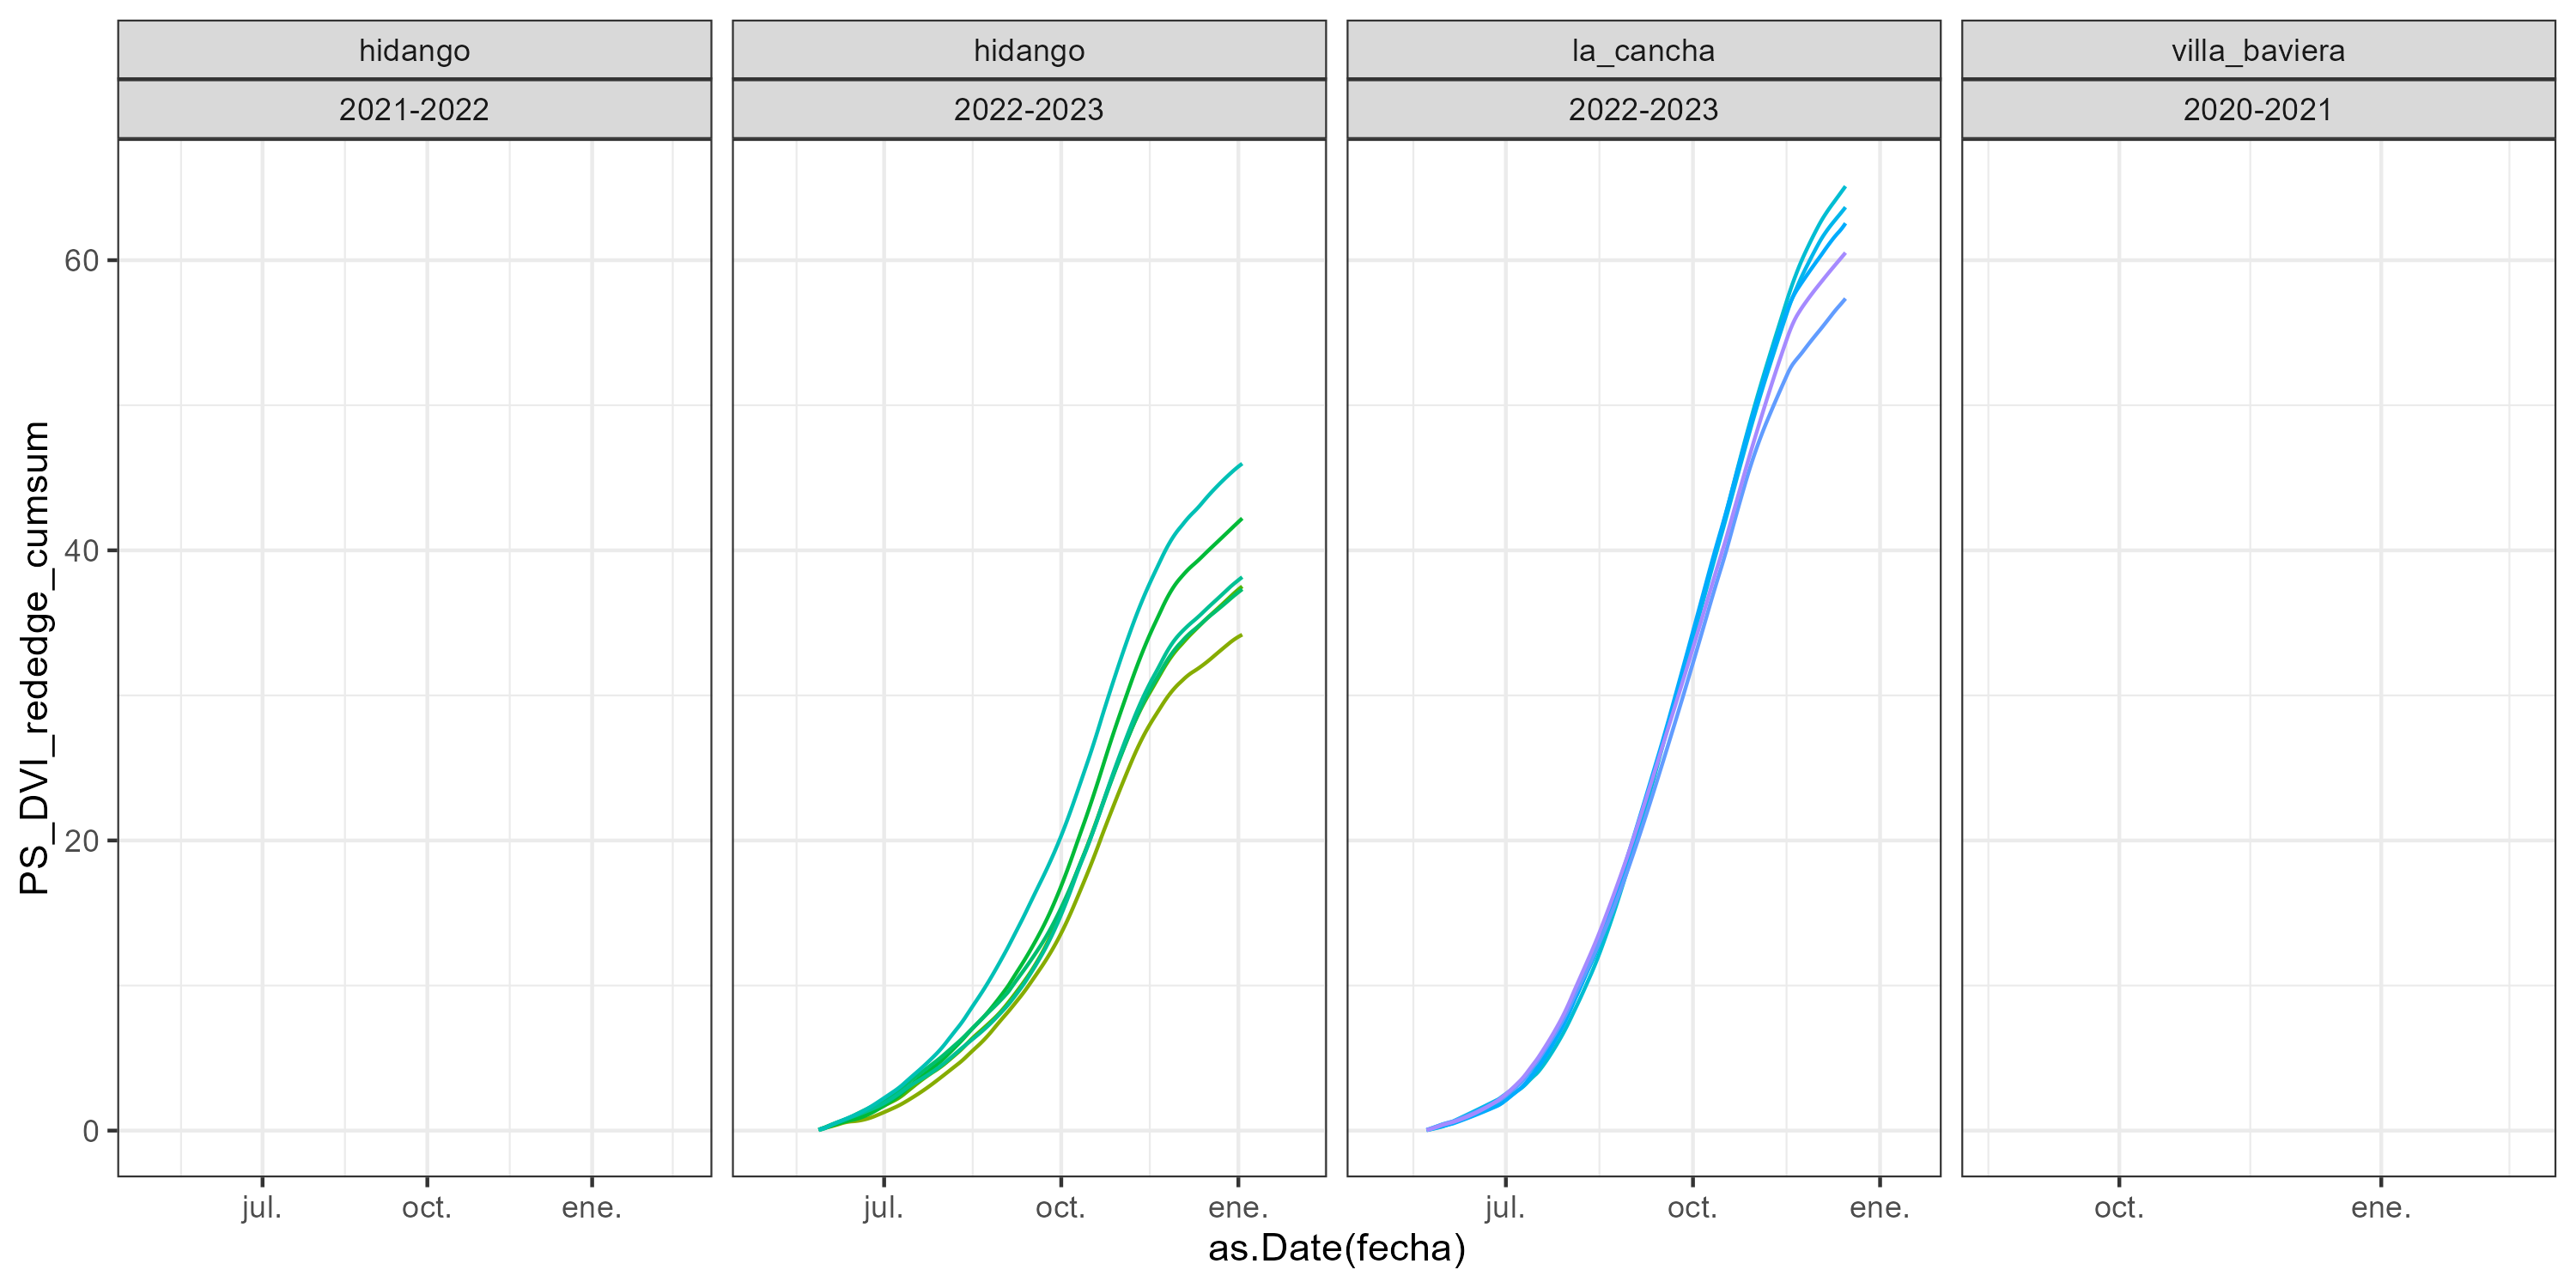 hidango
hidango
la_cancha
villa_baviera
2021-2022
2022-2023
2022-2023
2020-2021
PS_DVI_rededge_cumsum
60
40
20
0
jul.
oct.
ene.
jul.
oct.
ene.
jul.
oct.
ene.
oct.
ene.
as.Date(fecha)